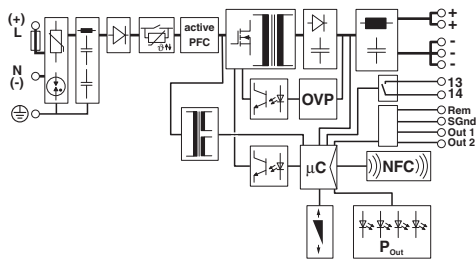 (+)
L
N
(-)
ϑ
active
PFC
OVP
µC
NFC
P Out
+
+
-
-
-
13
14
Rem
SGnd
Out 1
Out 2